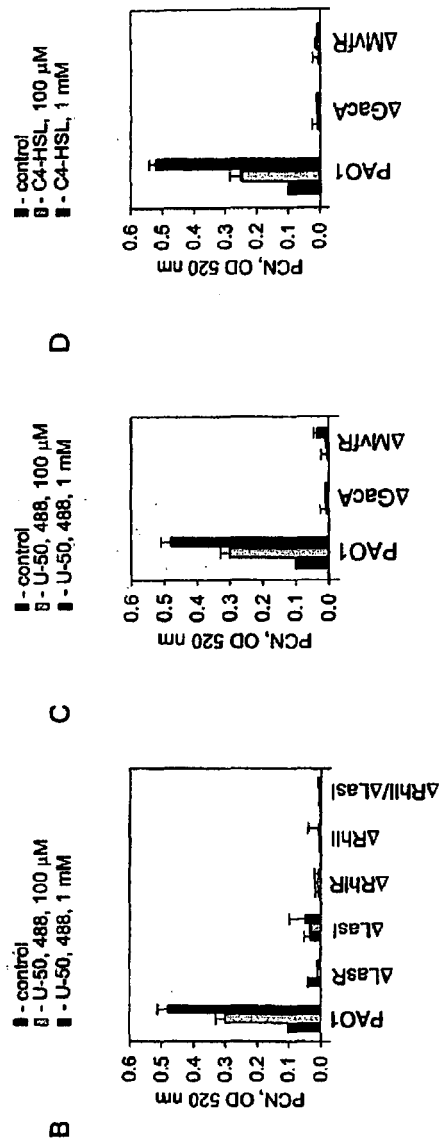 B
- control
- U-50, 488, 100 µM
- U-50, 488, 1 mM
PCN, OD 520 nm
0.6
0.5
0.4
0.3
0.2
0.1
0.0
PAO1
ΔLasR
ΔLasI
ΔRhlR
ΔRhlI
ΔRhlI/ΔLasI
C
- control
- U-50, 488, 100 µM
- U-50, 488, 1 mM
PCN, OD 520 nm
0.6
0.5
0.4
0.3
0.2
0.1
0.0
PAO1
ΔGacA
ΔMvfR
D
- control
- C4-HSL, 100 µM
- C4-HSL, 1 mM
PCN, OD 520 nm
0.6
0.5
0.4
0.3
0.2
0.1
0.0
PAO1
ΔGacA
ΔMvfR